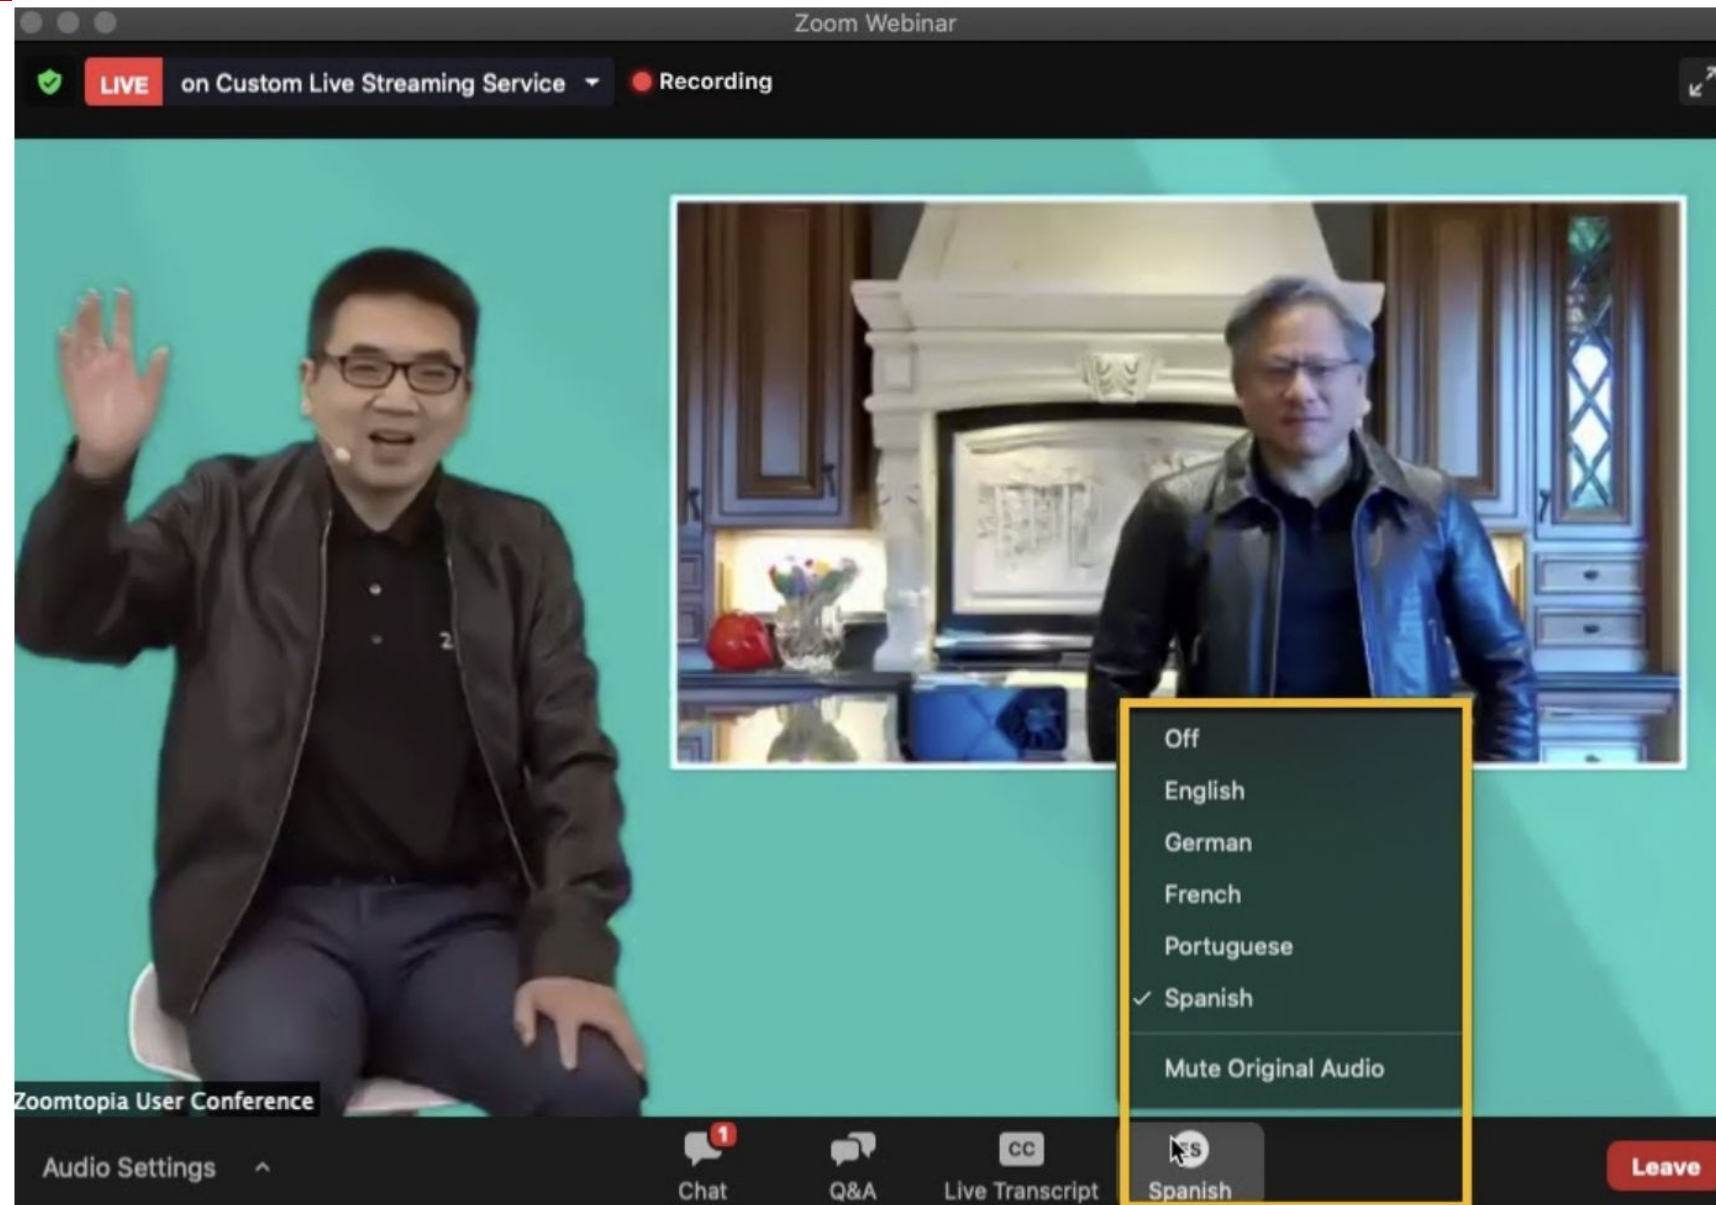 Zoom Webinar
LIVE on Custom Live Streaming Service Recording
Off
English
German
French
Portuguese
Spanish
Mute Original Audio
Zoomtopia User Conference
Audio Settings
1
Chat
Q&A
CC
Live Transcript
Spanish
Leave